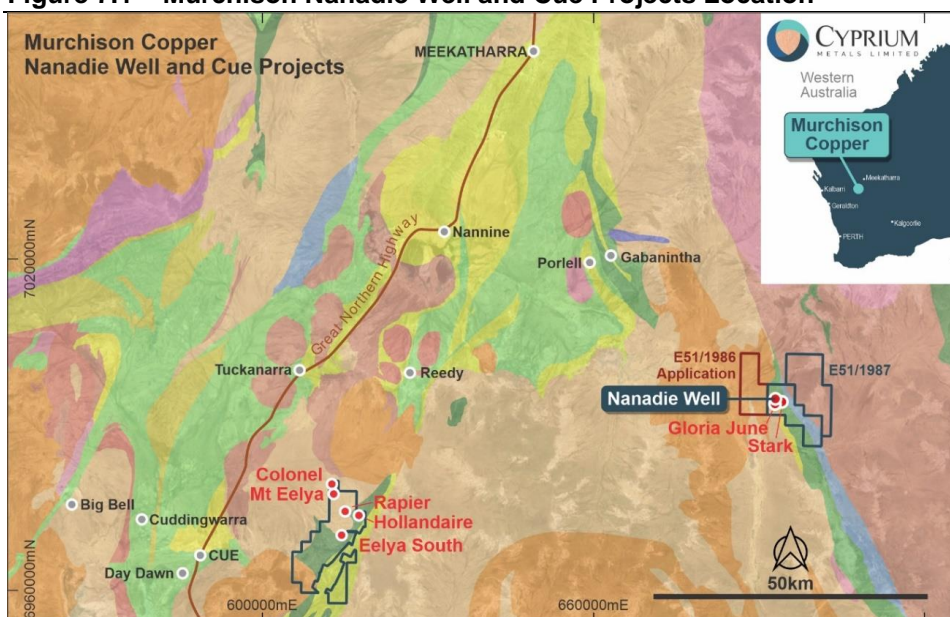 Murchison Nanadie Well and Cue Projects Location
Murchison Copper
Nanadie Well and Cue Projects
MEEKATHARRA
CYPRIUM
METALS LIMITED
Western
Australia
Murchison
Copper
Meekatharra
Kalbarri
Geraldton
Kalgoorlie
PERTH
7020000mN
Great Northern Highway
Nannine
Porlell
Gabanintha
Tuckanarra
Reedy
E51/1986
Application
E51/1987
Nanadie Well
Gloria June
Stark
Colonel
Mt Eelya
Rapier
Hollandaire
Eelya South
Big Bell
Cuddingwarra
CUE
Day Dawn
6960000mN
600000mE
660000mE
50km